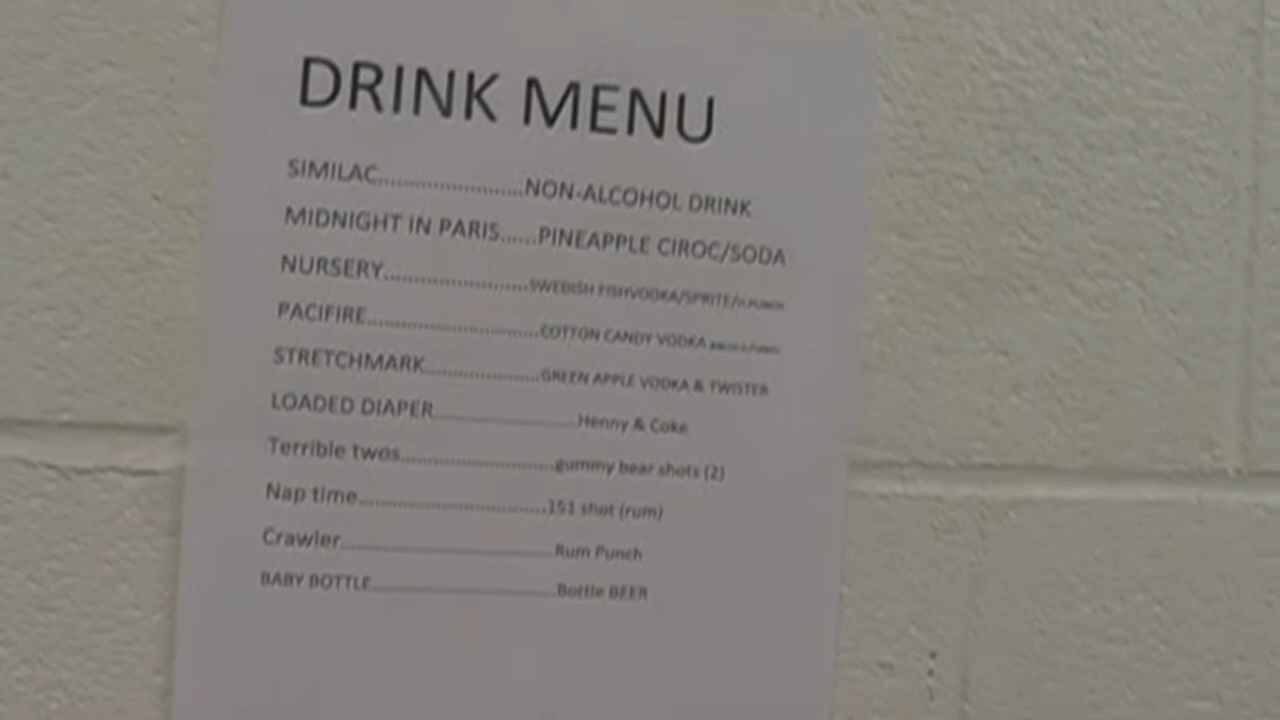 DRINK MENU
SIMILAC........................NON-ALCOHOL DRINK
MIDNIGHT IN PARIS......PINEAPPLE CIROC/SODA
NURSERY........................SWEDISH FISHVODKA/SPRITE/
PACIFIRE..............................COTTON CANDY VODKA
STRETCHMARK....................GREEN APPLE VODKA & TWISTER
LOADED DIAPER........................Henny & Coke
Terrible twos..........................gummy bear shots (2)
Nap time................................151 shot (rum)
Crawler....................................Rum Punch
BABY BOTTLE................................Bottle BEER